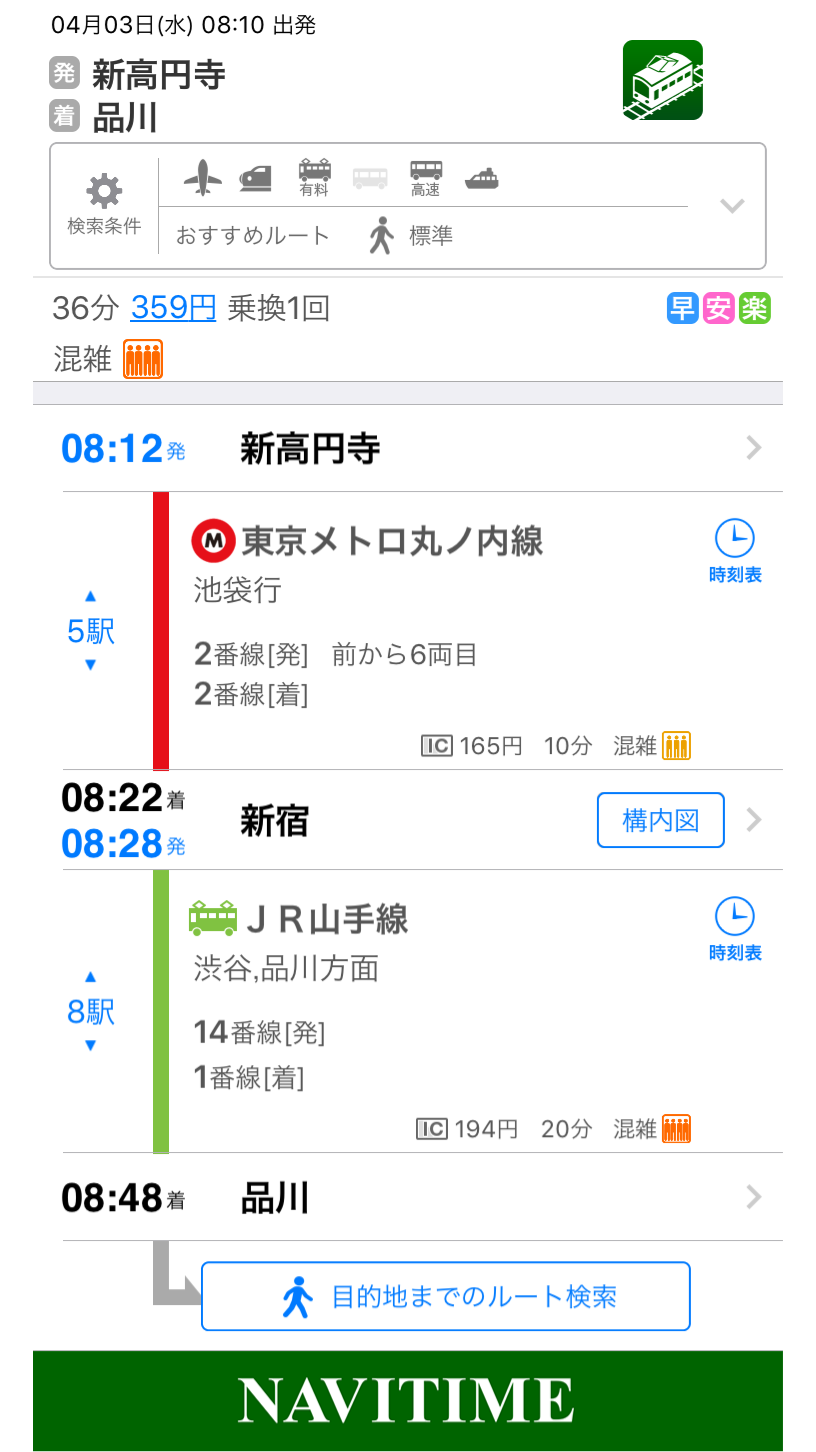 04月03日(水) 08:10 出発
発 新高円寺
着 品川
有料 高速
検索条件
おすすめルート 標準
36分 359円 乗換1回 早 安 楽
混雑
08:12発 新高円寺
M 東京メトロ丸ノ内線
時刻表
池袋行
▲
5駅
▼
2番線[発] 前から6両目
2番線[着]
IC 165円 10分 混雑
08:22着
新宿 構内図
08:28発
JR山手線
時刻表
渋谷,品川方面
▲
8駅
▼
14番線[発]
1番線[着]
IC 194円 20分 混雑
08:48着 品川
目的地までのルート検索
NAVITIME